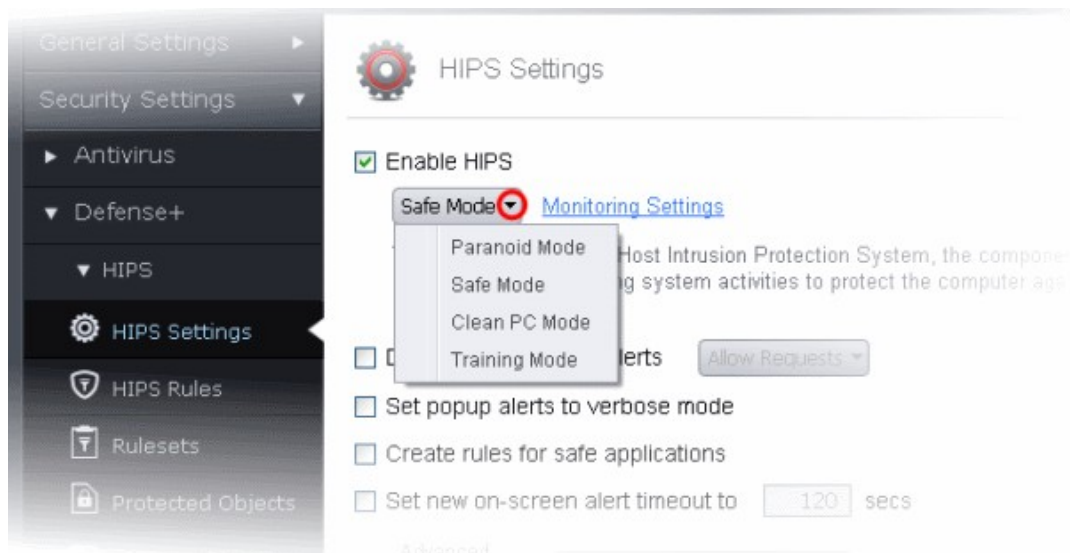 General Settings
Security Settings
Antivirus
Defense+
HIPS
HIPS Settings
HIPS Rules
Rulesets
Protected Objects
HIPS Settings
Enable HIPS
Safe Mode Monitoring Settings
Paranoid Mode
Safe Mode
Clean PC Mode
Training Mode
Host Intrusion Protection System, the
system activities to protect the computer
Allow Requests
Set popup alerts to verbose mode
Create rules for safe applications
Set new on-screen alert timeout to 120 secs
Advanced